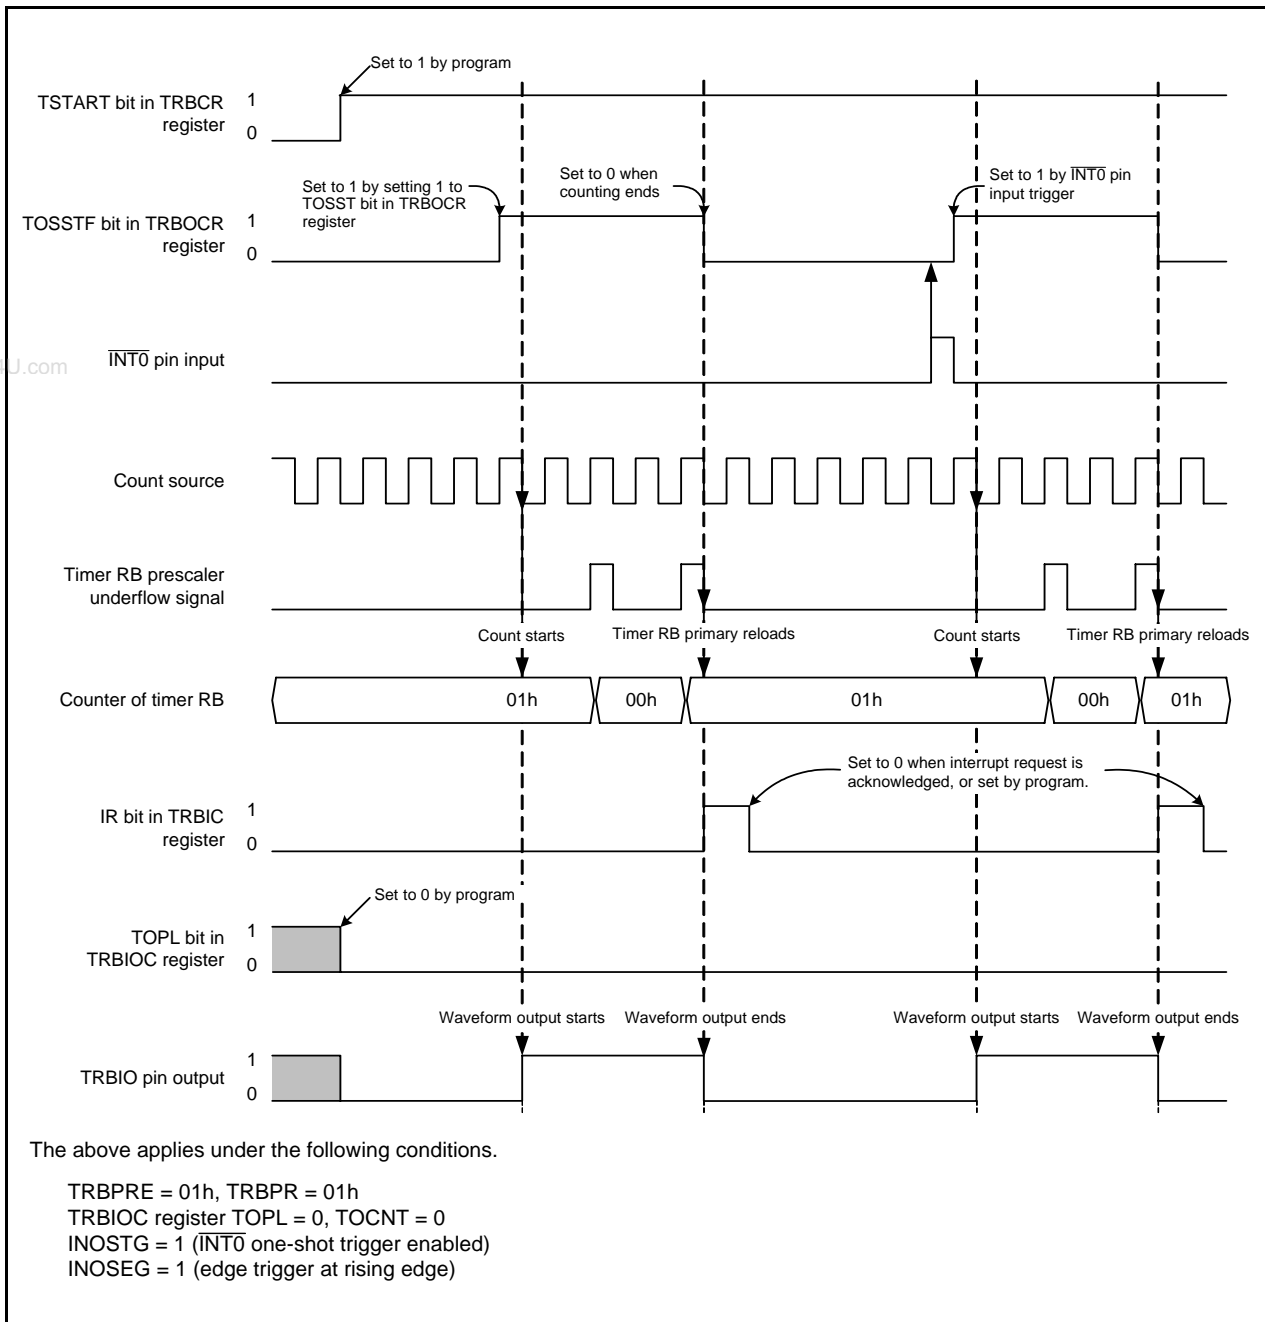 Set to 1 by program
TSTART bit in TRBCR
register
1
0
Set to 1 by setting 1 to
TOSST bit in TRBOCR
register
Set to 0 when
counting ends
Set to 1 by INT0 pin
input trigger
TOSSTF bit in TRBOCR
register
1
0
4U.com
INT0 pin input
Count source
Timer RB prescaler
underflow signal
Count starts
Timer RB primary reloads
Count starts
Timer RB primary reloads
Counter of timer RB
01h
00h
01h
00h
01h
Set to 0 when interrupt request is
acknowledged, or set by program.
IR bit in TRBIC
register
1
0
Set to 0 by program
TOPL bit in
TRBIOC register
1
0
Waveform output starts
Waveform output ends
Waveform output starts
Waveform output ends
TRBIO pin output
1
0
The above applies under the following conditions.
TRBPRE = 01h, TRBPR = 01h
TRBIOC register TOPL = 0, TOCNT = 0
INOSTG = 1 (INT0 one-shot trigger enabled)
INOSEG = 1 (edge trigger at rising edge)